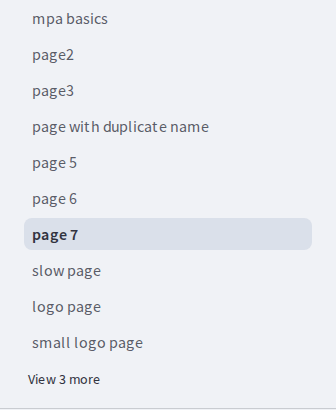 mpa basics
page2
page3
page with duplicate name
page 5
page 6
page 7
slow page
logo page
small logo page
View 3 more